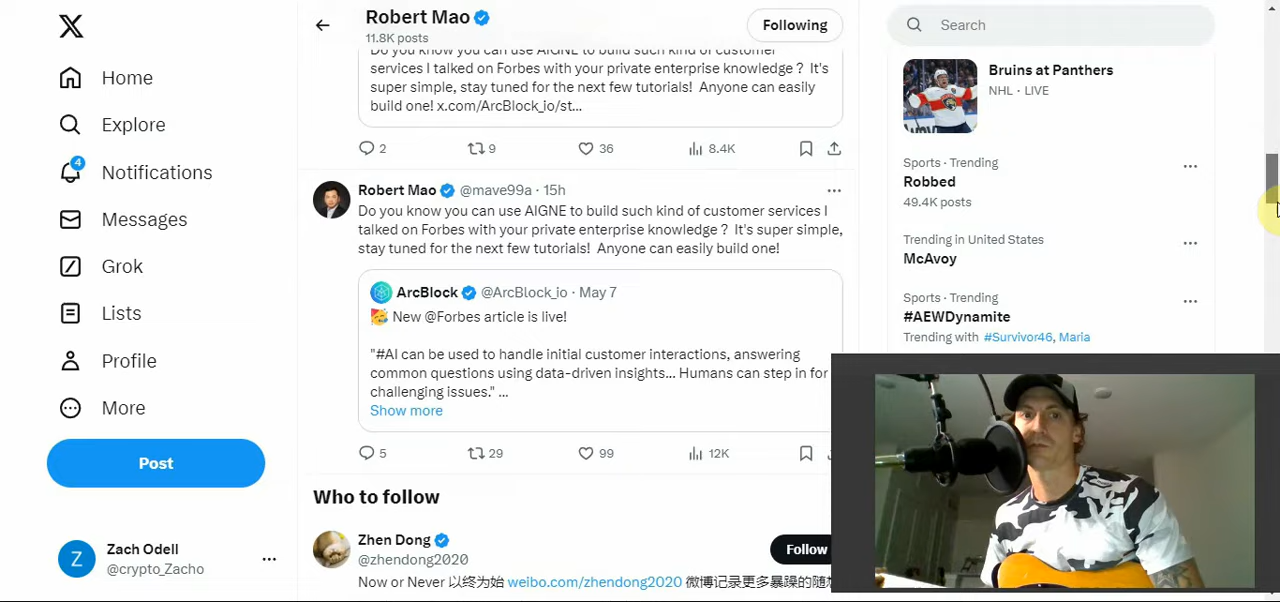 Home
Explore
4
Notifications
Messages
Grok
Lists
Profile
More
Post
Z
Zach Odell
@crypto_Zacho
Robert Mao
11.8K posts
Following
Do you know you can use AIGNE to build such kind of customer
services I talked on Forbes with your private enterprise knowledge ? It's
super simple, stay tuned for the next few tutorials! Anyone can easily
build one! x.com/ArcBlock_io/st...
2
9
36
8.4K
Robert Mao @mave99a · 15h
Do you know you can use AIGNE to build such kind of customer services I
talked on Forbes with your private enterprise knowledge ? It's super simple,
stay tuned for the next few tutorials! Anyone can easily build one!
ArcBlock @ArcBlock_io · May 7
🥳 New @Forbes article is live!
"#AI can be used to handle initial customer interactions, answering
common questions using data-driven insights... Humans can step in for
challenging issues." ...
Show more
5
29
99
12K
Who to follow
Zhen Dong
@zhendong2020
Follow
Now or Never 以终为始 weibo.com/zhendong2020 微博记录更多暴躁的随
Search
Bruins at Panthers
NHL · LIVE
Sports · Trending
Robbed
49.4K posts
Trending in United States
McAvoy
Sports · Trending
#AEWDynamite
Trending with #Survivor46, Maria